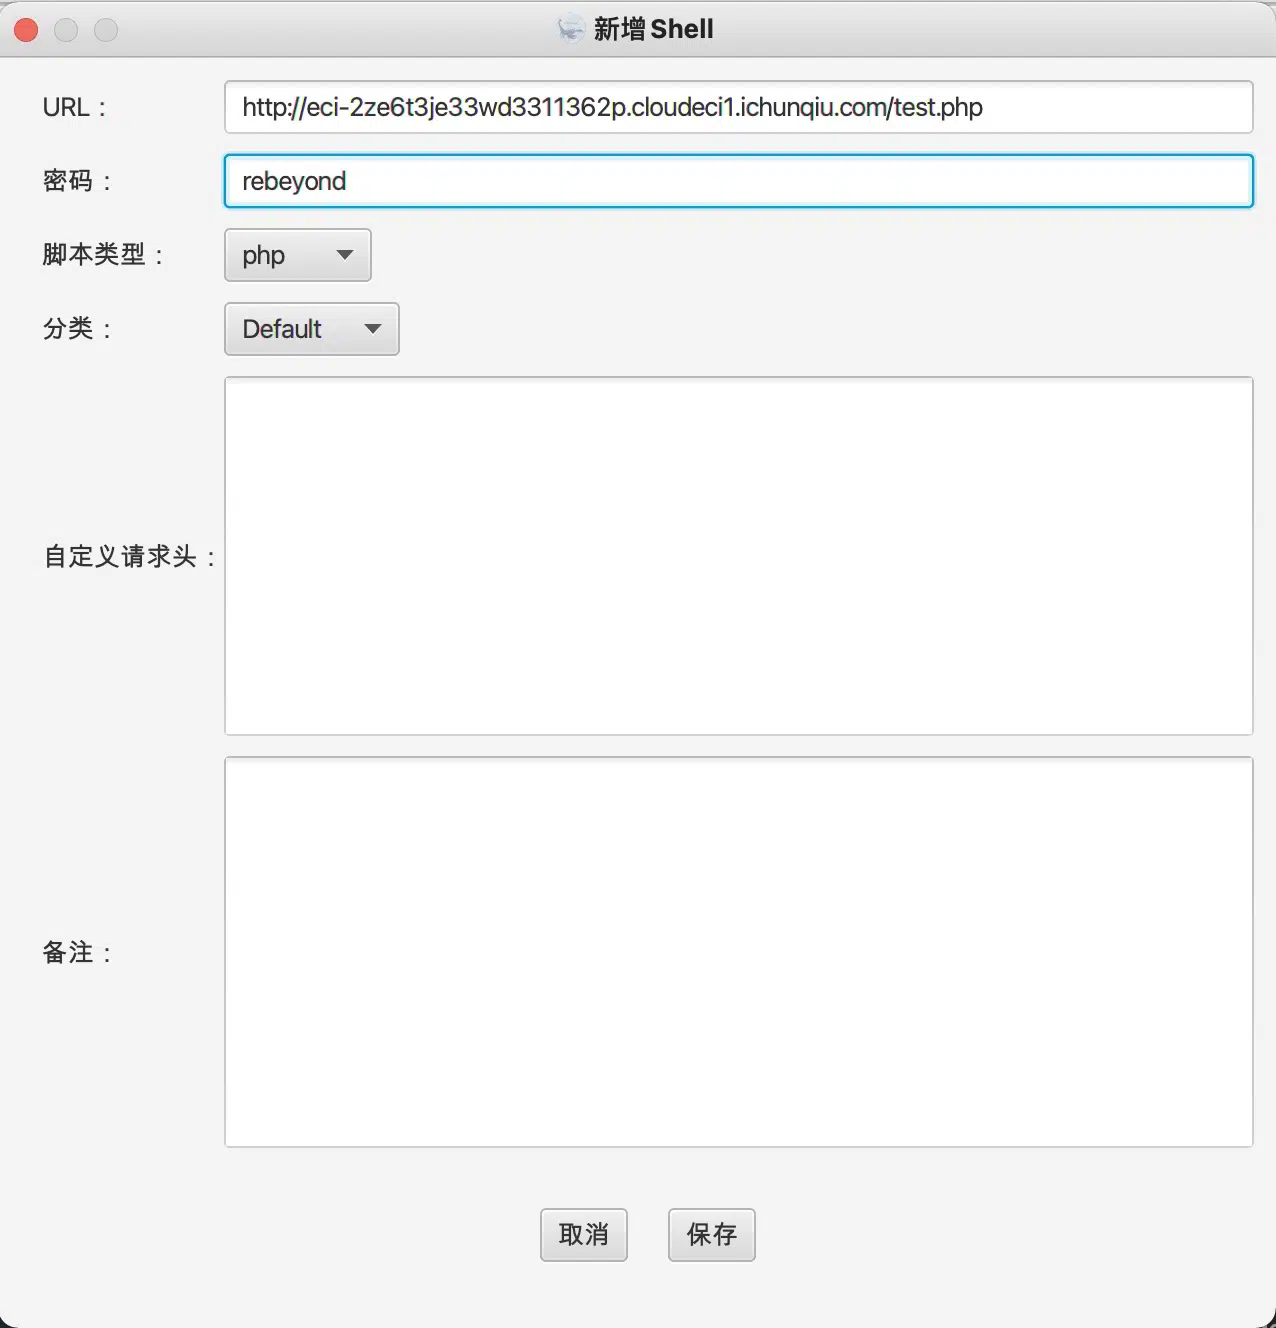 新增 Shell
URL：
http://eci-2ze6t3je33wd3311362p.cloudeci1.ichunqiu.com/test.php
密码：
rebeyond
脚本类型：
php
分类：
Default
自定义请求头：
备注：
取消
保存